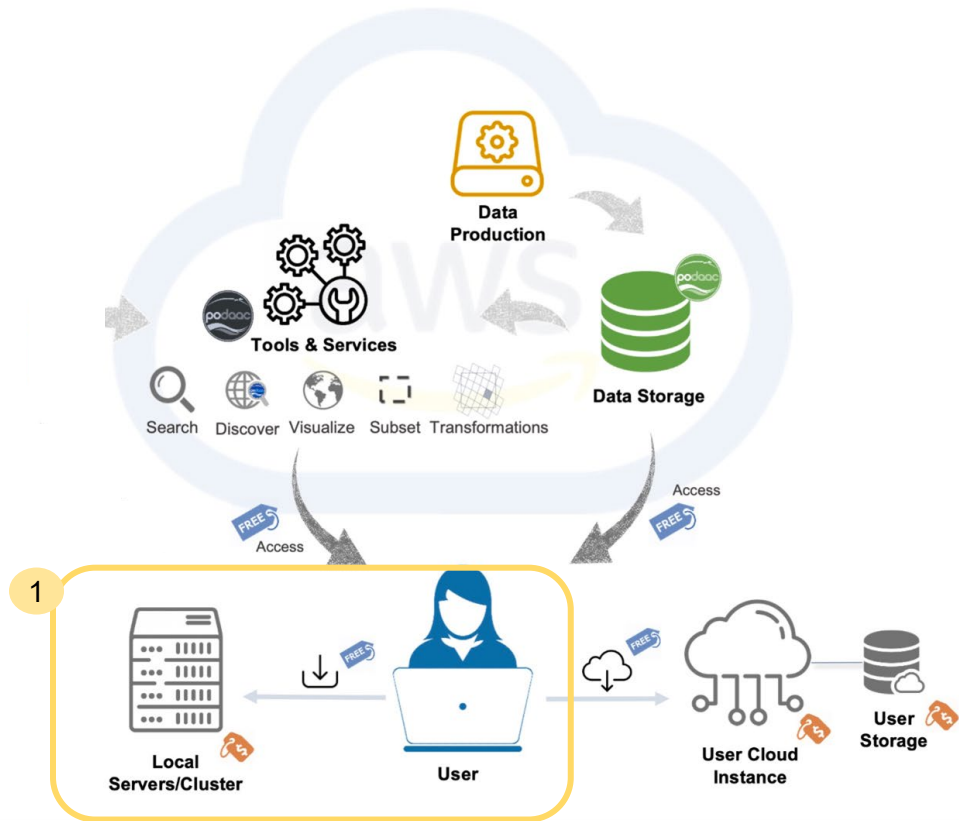 Data
Production
aws
podaac
podaac
Tools & Services
Data Storage
Search
Discover
Visualize
Subset
Transformations
Access
FREE
FREE
Access
1
FREE
FREE
Local
Servers/Cluster
User
User Cloud
Instance
User
Storage